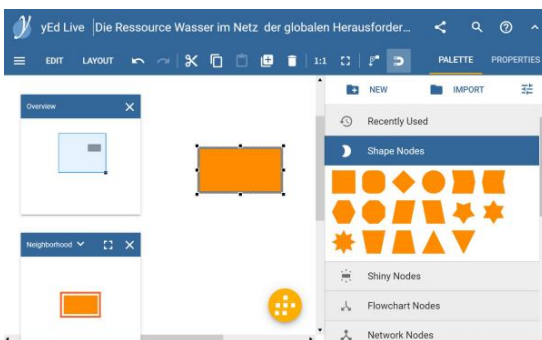 yEd Live | Die Ressource Wasser im Netz der globalen Herausforder...
EDIT LAYOUT 1:1 PALETTE PROPERTIES
NEW IMPORT
Overview
Recently Used
Shape Nodes
Neighborhood
Shiny Nodes
Flowchart Nodes
Network Nodes